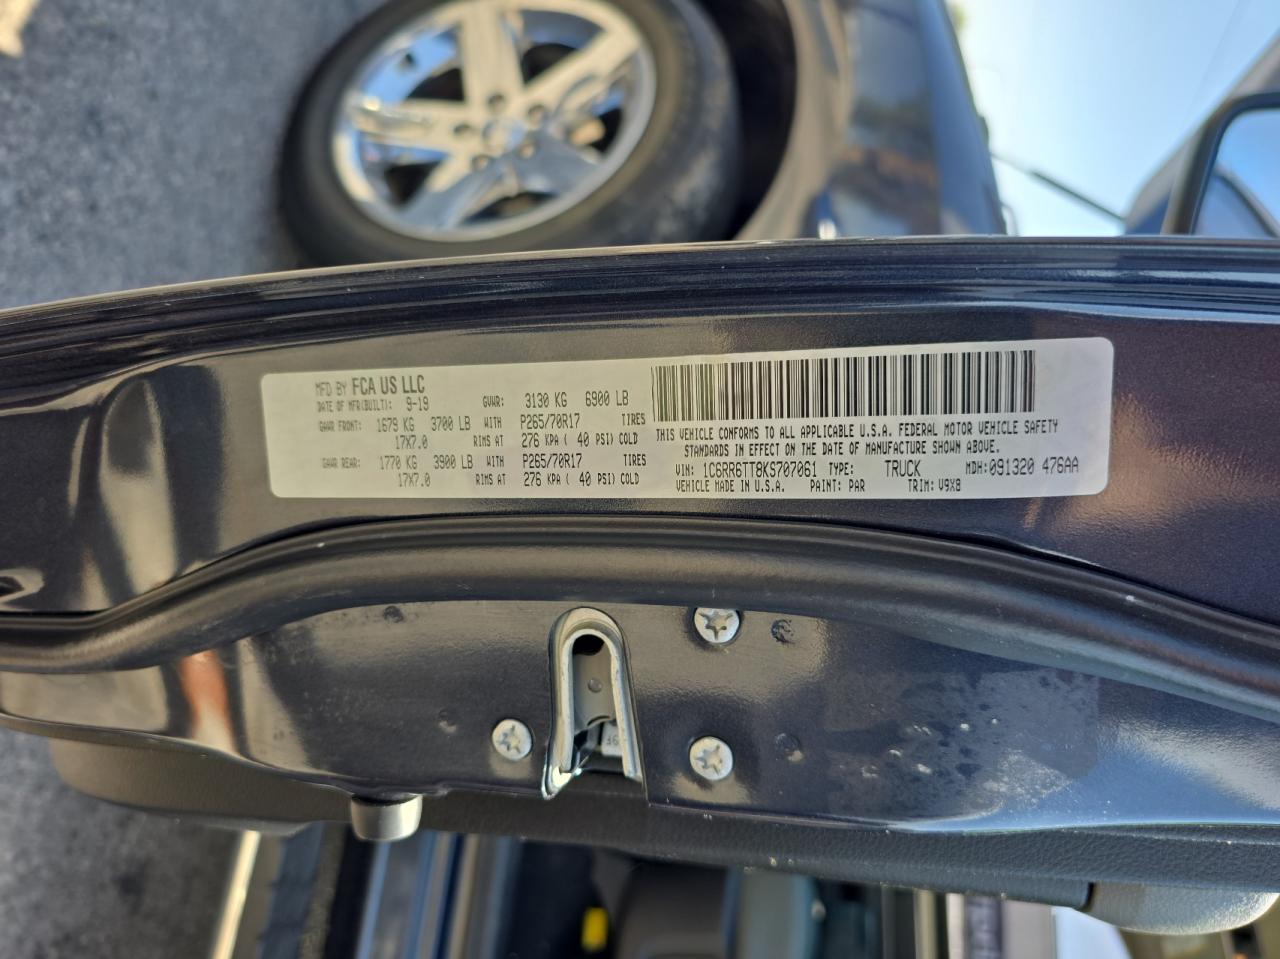 MFD BY FCA US LLC
DATE OF MFR(BUILT): 9-19 GVWR: 3130 KG 6900 LB
GAWR FRONT: 1679 KG 3700 LB WITH P265/70R17 TIRES
17X7.0 RIMS AT 276 KPA ( 40 PSI) COLD
GAWR REAR: 1770 KG 3900 LB WITH P265/70R17 TIRES
17X7.0 RIMS AT 276 KPA ( 40 PSI) COLD
THIS VEHICLE CONFORMS TO ALL APPLICABLE U.S.A. FEDERAL MOTOR VEHICLE SAFETY
STANDARDS IN EFFECT ON THE DATE OF MANUFACTURE SHOWN ABOVE.
VIN: 1C6RR6TT8KS707061 TYPE: TRUCK MDH: 091320 476AA
VEHICLE MADE IN U.S.A. PAINT: PAR TRIM: V9X8